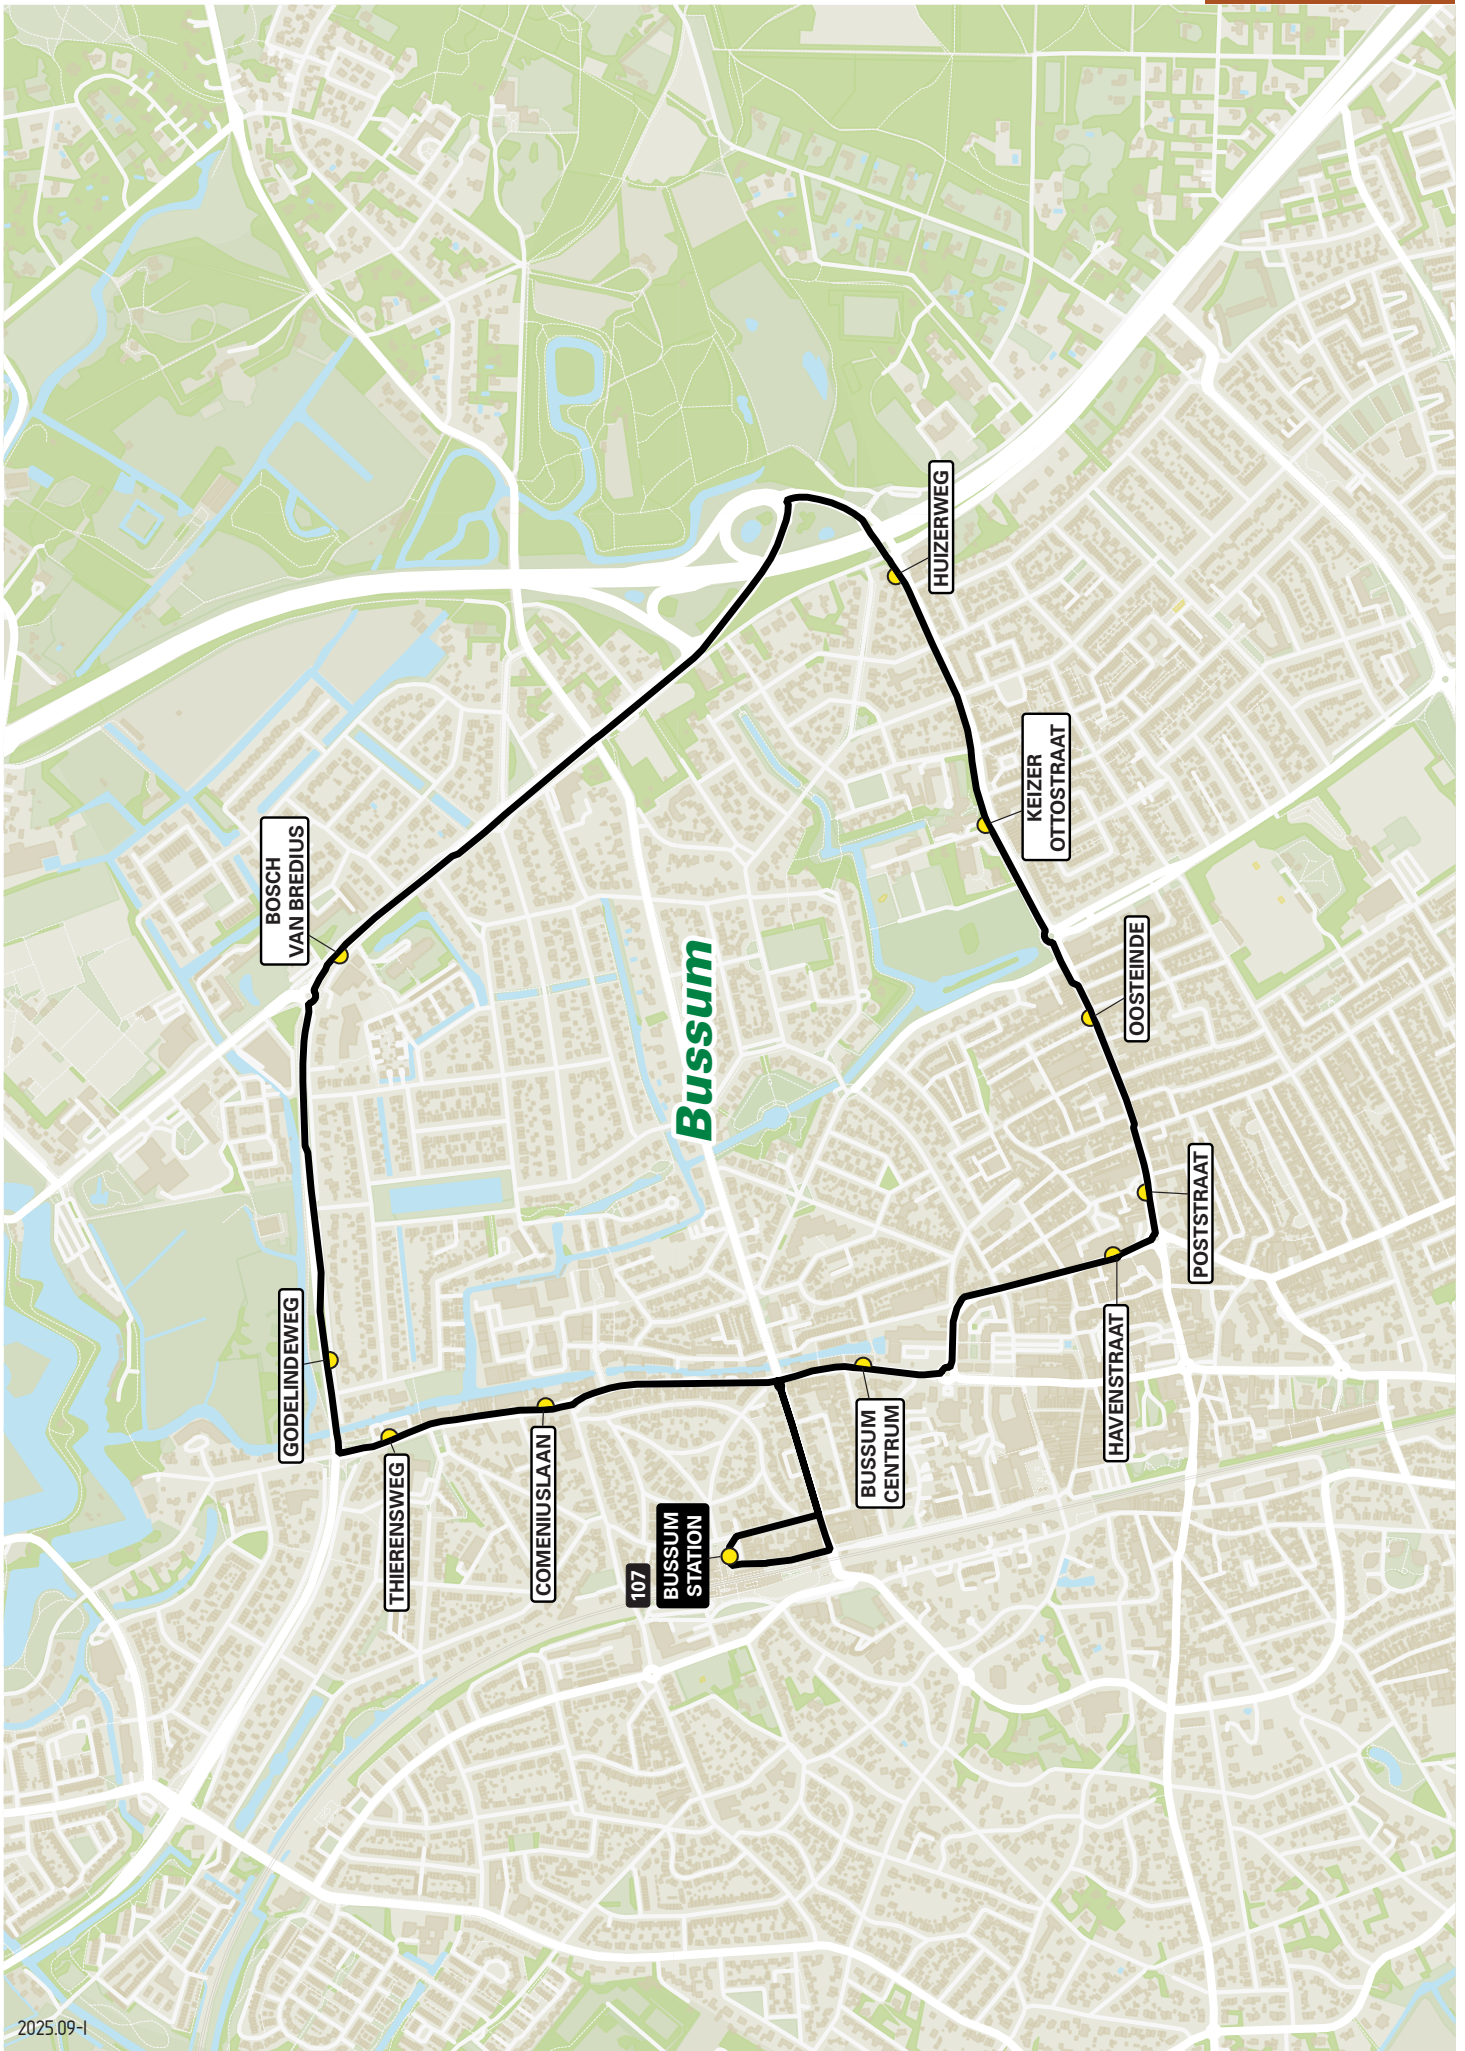 BOSCH
VAN BREDIUS
HUIZERWEG
KEIZER
OTTOSTRAAT
OOSTEINDE
Bussum
POSTSTRAAT
GODELINDEWEG
HAVENSTRAAT
THIERENSWEG
COMENIUSLAAN
BUSSUM
CENTRUM
107
BUSSUM
STATION
2025.09-I